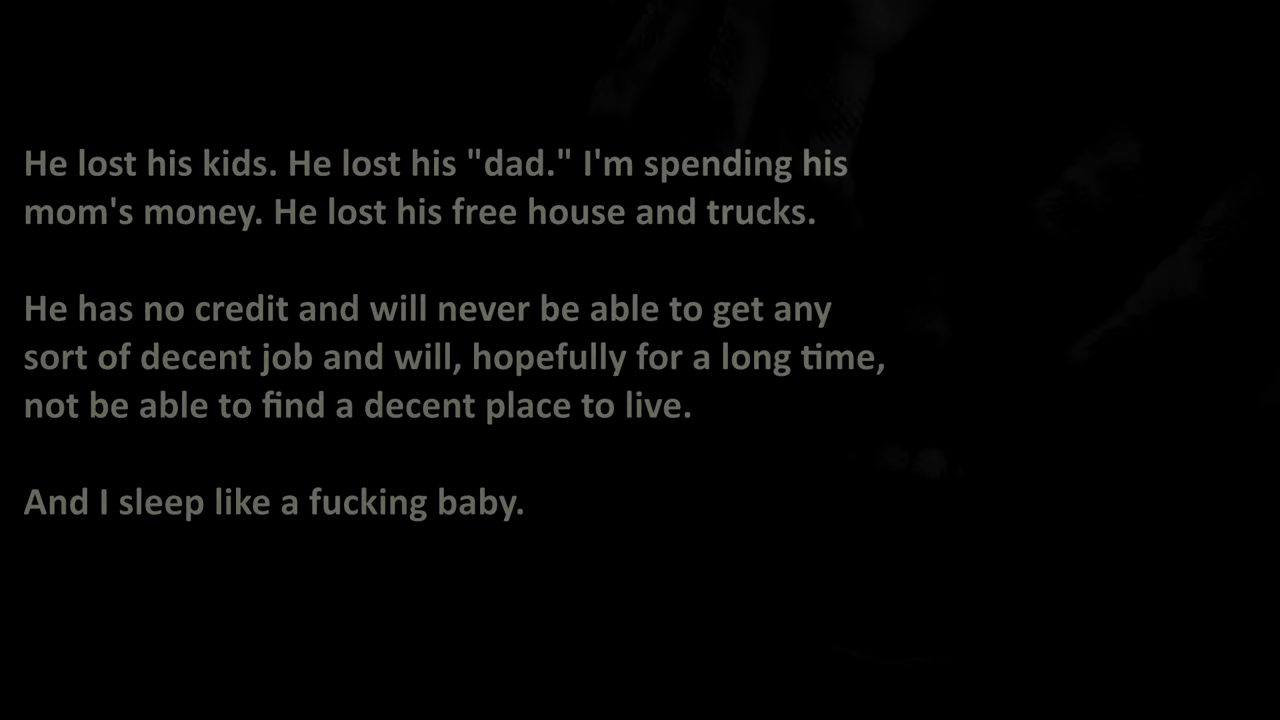 He lost his kids. He lost his "dad." I'm spending his
mom's money. He lost his free house and trucks.
He has no credit and will never be able to get any
sort of decent job and will, hopefully for a long time,
not be able to find a decent place to live.
And I sleep like a fucking baby.